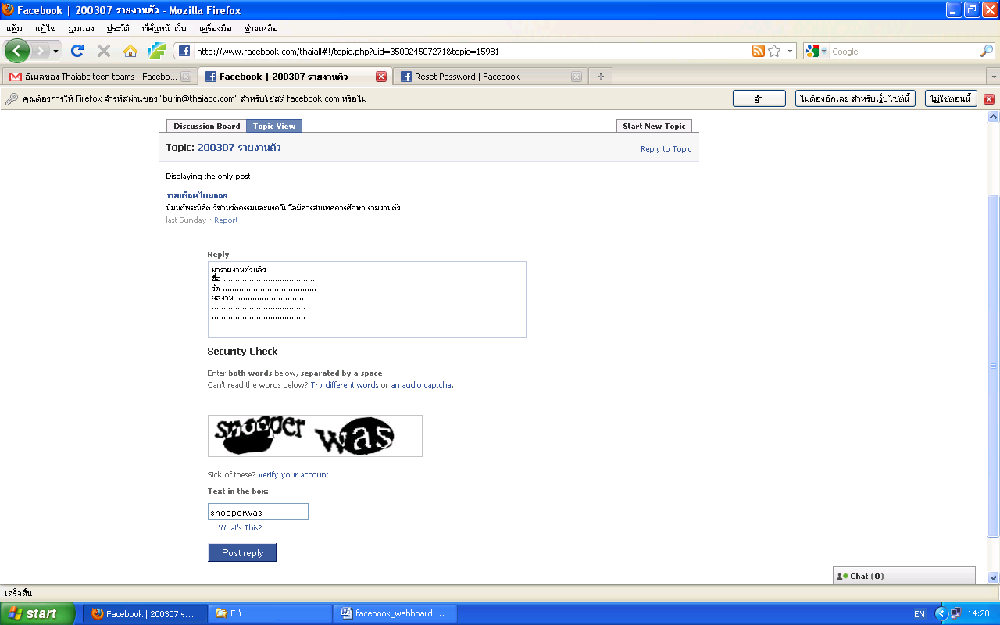 Facebook | 200307 รายงานตัว - Mozilla Firefox
แฟ้ม แก้ไข มุมมอง ประวัติ ที่คั่นหน้าเว็บ เครื่องมือ ช่วยเหลือ
http://www.facebook.com/thaiall#!/topic.php?uid=350024507271&topic=15981 Google
อีเมลของ Thaiabc teen teams - Facebo... Facebook | 200307 รายงานตัว Reset Password | Facebook
คุณต้องการให้ Firefox จำรหัสผ่านของ "burin@thaiabc.com" สำหรับโฮสต์ facebook.com หรือไม่ จำ ไม่ต้องอีกเลย สำหรับเว็บไซต์นี้ ไม่ใช่ตอนนี้
Discussion Board Topic View Start New Topic
Topic: 200307 รายงานตัว Reply to Topic
Displaying the only post.
รวมเพื่อน ไทยออล
นิมนต์พระนิสิต วิชานวัตกรรมและเทคโนโลยีสารสนเทศการศึกษา รายงานตัว
last Sunday · Report
Reply
มารายงานตัวแล้ว
ชื่อ ........................................
วัด ........................................
ผลงาน ..............................
........................................
........................................
Security Check
Enter both words below, separated by a space.
Can't read the words below? Try different words or an audio captcha.
snooper was
Sick of these? Verify your account.
Text in the box:
snooperwas
What's This?
Post reply
Chat (0)
เสร็จสิ้น
start Facebook | 200307 ร... E:\ facebook_webboard.... EN 14:28